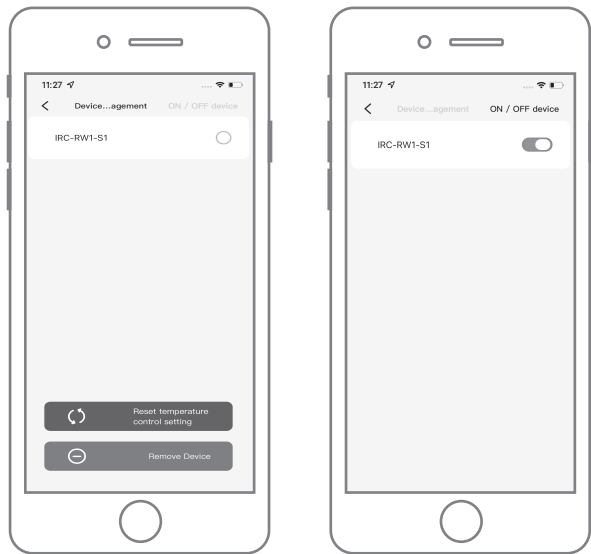 11:27
Device...agement ON / OFF device
IRC-RW1-S1
Reset temperature
control setting
Remove Device
11:27
Device...agement ON / OFF device
IRC-RW1-S1